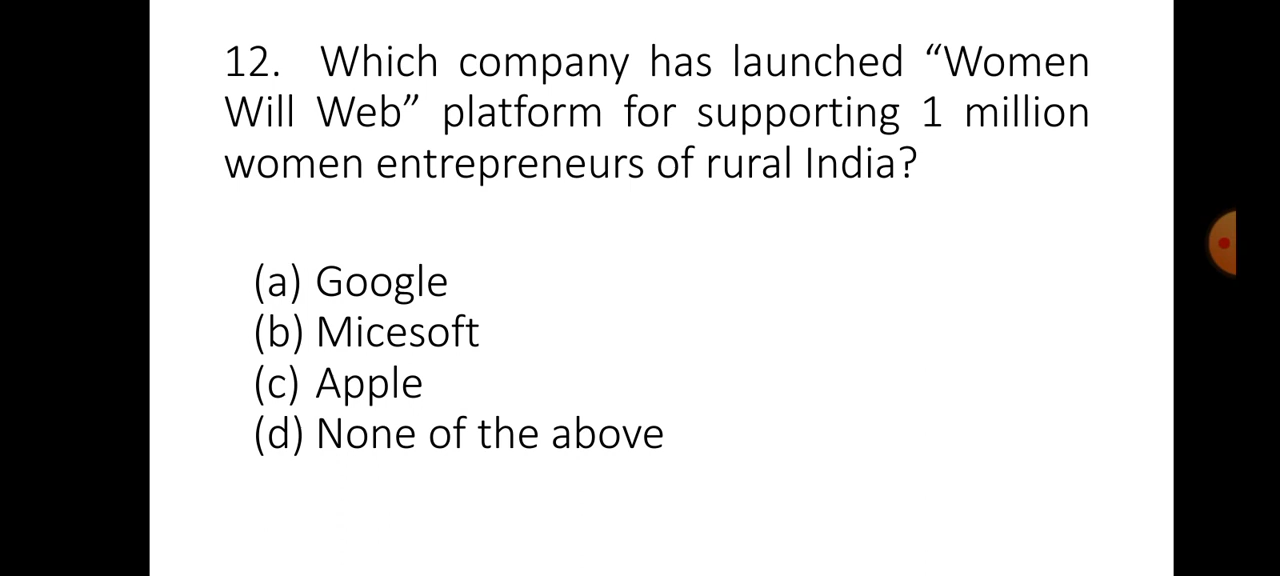 12. Which company has launched “Women
Will Web” platform for supporting 1 million
women entrepreneurs of rural India?
(a) Google
(b) Micesoft
(c) Apple
(d) None of the above